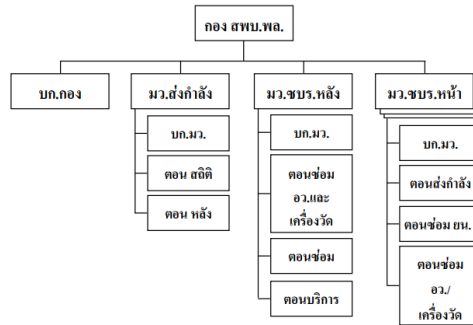 กอง สพบ.พล.
บก.กอง
มว.ส่งกำลัง
มว.ซบร.หลัง
มว.ซบร.หน้า
บก.มว.
ตอน สถิติ
ตอน หลัง
บก.มว.
ตอนซ่อม
อว.และ
เครื่องวัด
ตอนซ่อม
ตอนบริการ
บก.มว.
ตอนส่งกำลัง
ตอนซ่อม ยน.
ตอนซ่อม
อว./
เครื่องวัด